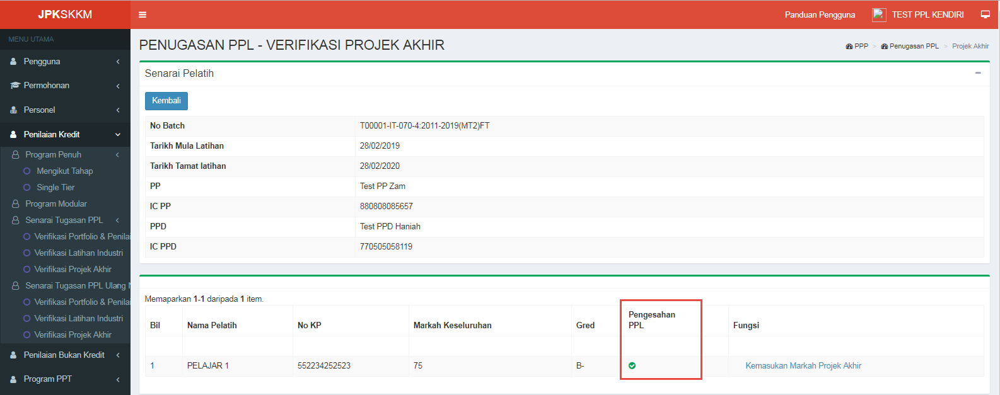 JPKSKKM
Panduan Pengguna
TEST PPL KENDIRI
MENU UTAMA
Pengguna
Permohonan
Personel
Penilaian Kredit
Program Penuh
Mengikut Tahap
Single Tier
Program Modular
Senarai Tugasan PPL
Verifikasi Portfolio & Penilai
Verifikasi Latihan Industri
Verifikasi Projek Akhir
Senarai Tugasan PPL Ulang
Verifikasi Portfolio & Penilai
Verifikasi Latihan Industri
Verifikasi Projek Akhir
Penilaian Bukan Kredit
Program PPT
PENUGASAN PPL - VERIFIKASI PROJEK AKHIR
PPP > Penugasan PPL > Projek Akhir
Senarai Pelatih
Kembali
No Batch T00001-IT-070-4:2011-2019(MT2)FT
Tarikh Mula Latihan 28/02/2019
Tarikh Tamat latihan 28/02/2020
PP Test PP Zam
IC PP 880808085657
PPD Test PPD Haniah
IC PPD 770505058119
Memaparkan 1-1 daripada 1 item.
Bil Nama Pelatih No KP Markah Keseluruhan Gred Pengesahan PPL Fungsi
1 PELAJAR 1 552234252523 75 B- Kemasukan Markah Projek Akhir